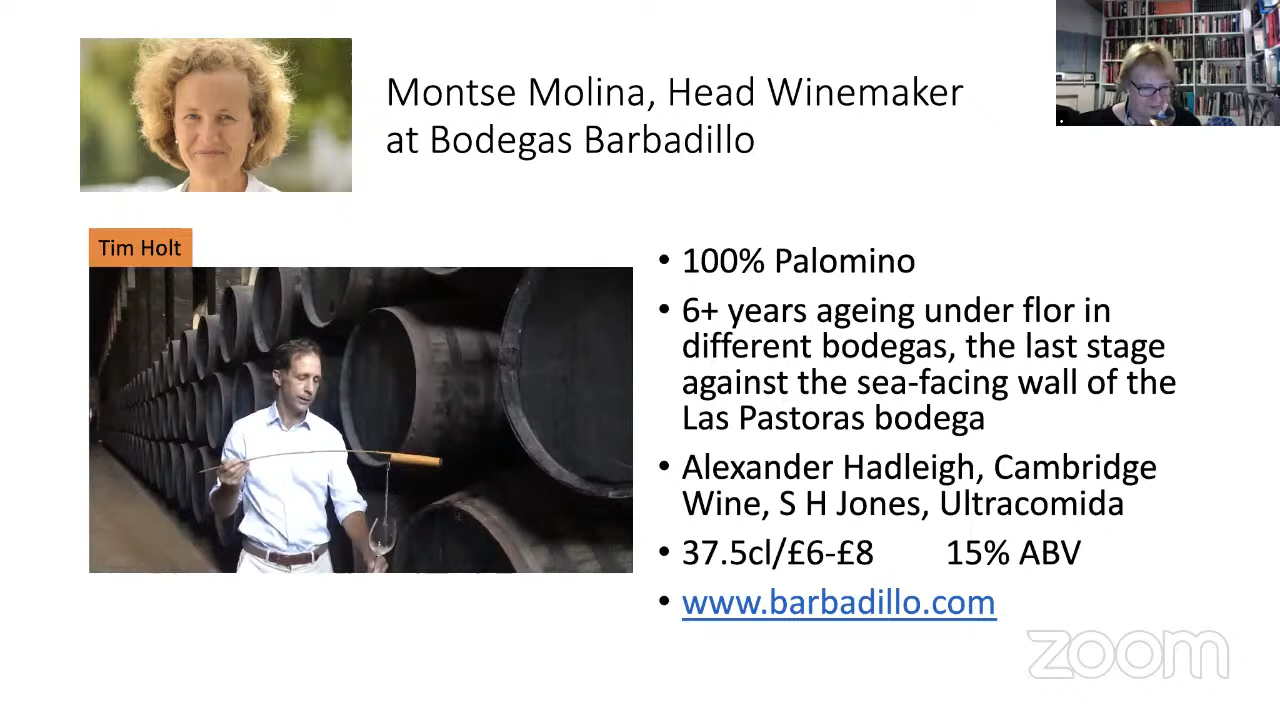 Montse Molina, Head Winemaker
at Bodegas Barbadillo
Tim Holt
• 100% Palomino
• 6+ years ageing under flor in
different bodegas, the last stage
against the sea-facing wall of the
Las Pastoras bodega
• Alexander Hadleigh, Cambridge
Wine, S H Jones, Ultracomida
• 37.5cl/£6-£8 15% ABV
• www.barbadillo.com
zoom